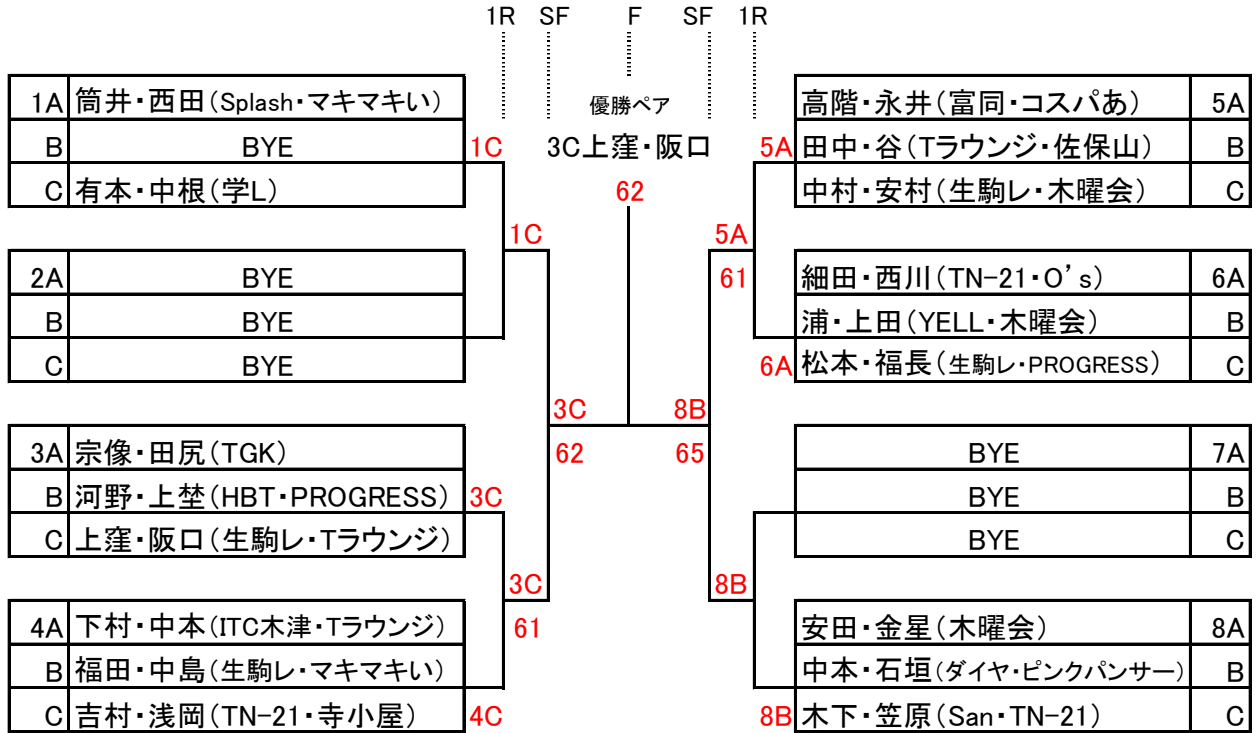 1R SF F SF 1R
優勝ペア
3C上窪・阪口
62
1A 筒井・西田(Splash・マキマキい)
B BYE 1C
C 有本・中根(学L)
1C
2A BYE
B BYE
C BYE
3C
62
3A 宗像・田尻(TGK)
B 河野・上埜(HBT・PROGRESS) 3C
C 上窪・阪口(生駒レ・Tラウンジ)
3C
61
4A 下村・中本(ITC木津・Tラウンジ)
B 福田・中島(生駒レ・マキマキい)
C 吉村・浅岡(TN-21・寺小屋) 4C
高階・永井(富同・コスパあ) 5A
5A 田中・谷(Tラウンジ・佐保山) B
中村・安村(生駒レ・木曜会) C
5A
61
細田・西川(TN-21・O's) 6A
浦・上田(YELL・木曜会) B
6A 松本・福長(生駒レ・PROGRESS) C
8B
65
BYE 7A
BYE B
BYE C
8B
安田・金星(木曜会) 8A
中本・石垣(ダイヤ・ピンクパンサー) B
8B 木下・笠原(San・TN-21) C